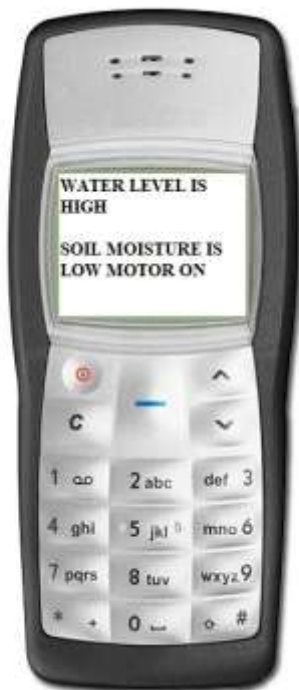 WATER LEVEL IS
HIGH
SOIL MOISTURE IS
LOW MOTOR ON
C
1
2 abc
def 3
4 ghi
5 jkl
mno 6
7 pqrs
8 tuv
wxyz 9
* +
0
#